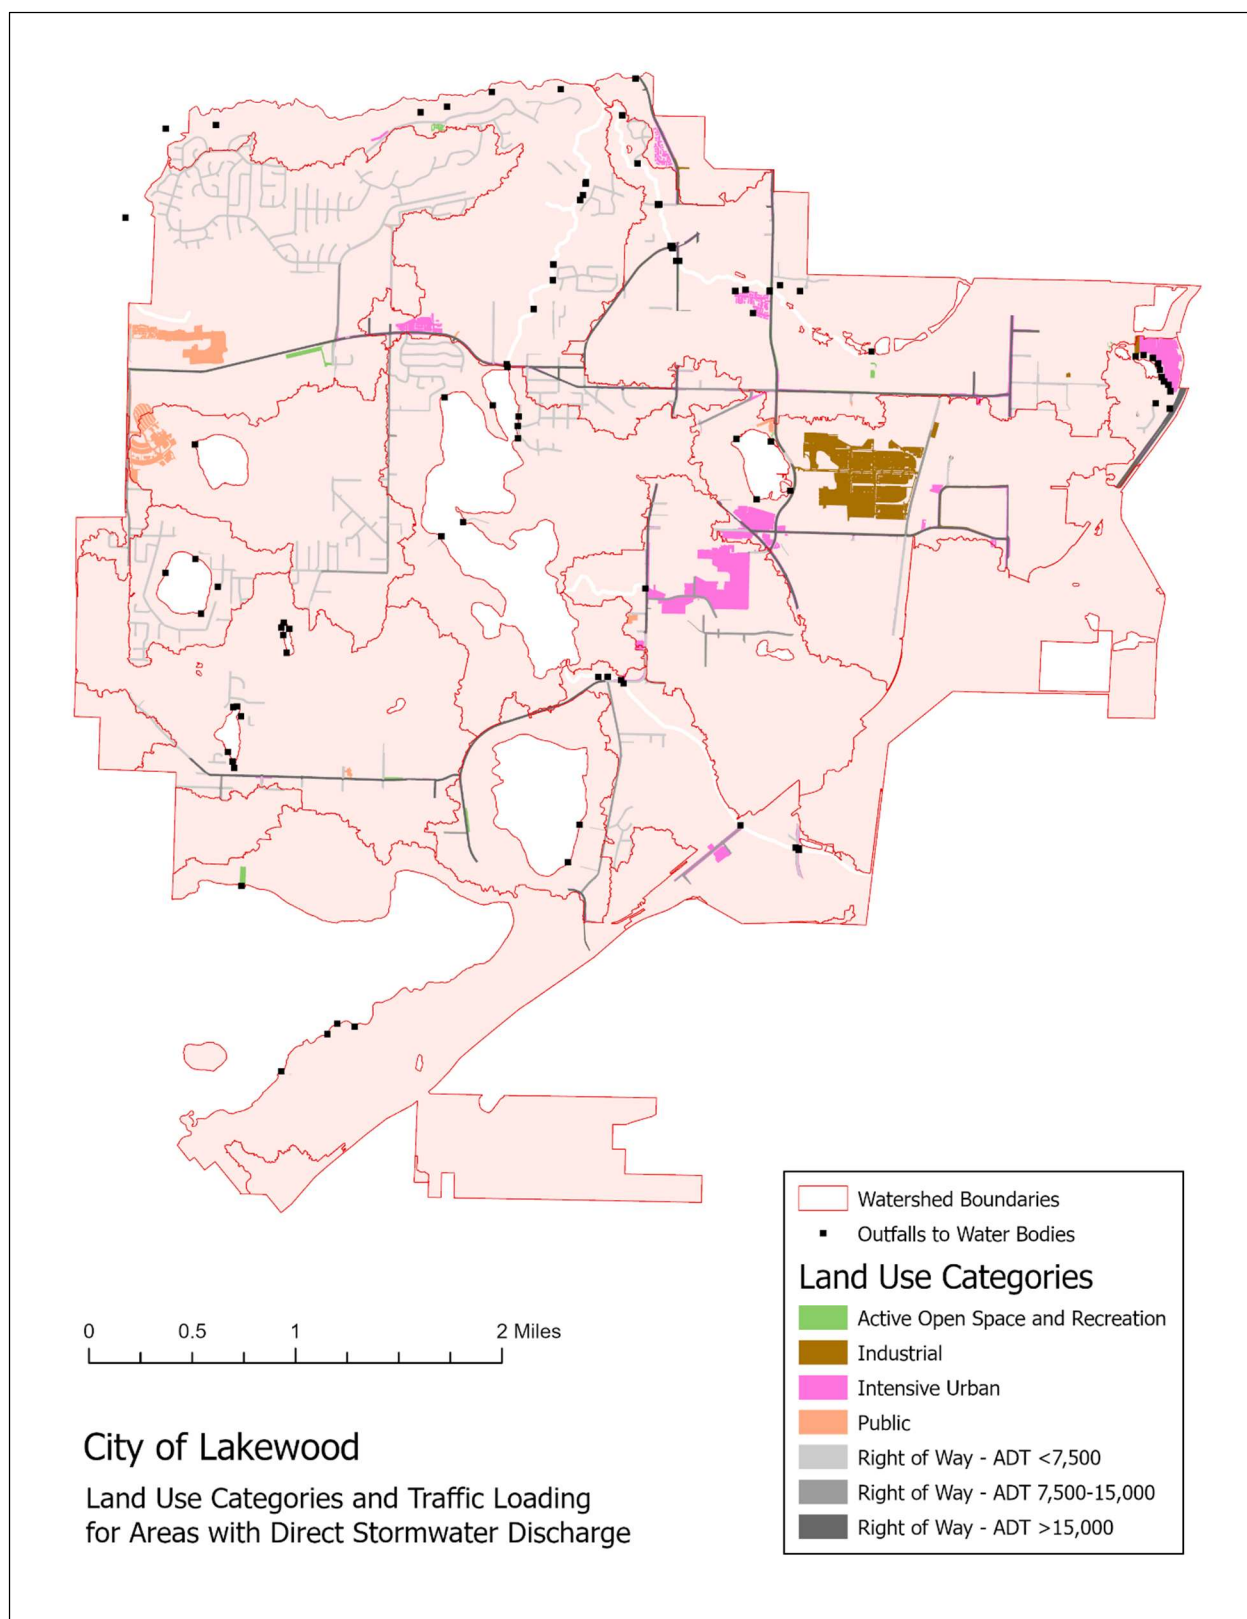 Watershed Boundaries
Outfalls to Water Bodies
Land Use Categories
Active Open Space and Recreation
Industrial
Intensive Urban
Public
Right of Way - ADT <7,500
Right of Way - ADT 7,500-15,000
Right of Way - ADT >15,000
0 0.5 1 2 Miles
City of Lakewood
Land Use Categories and Traffic Loading
for Areas with Direct Stormwater Discharge